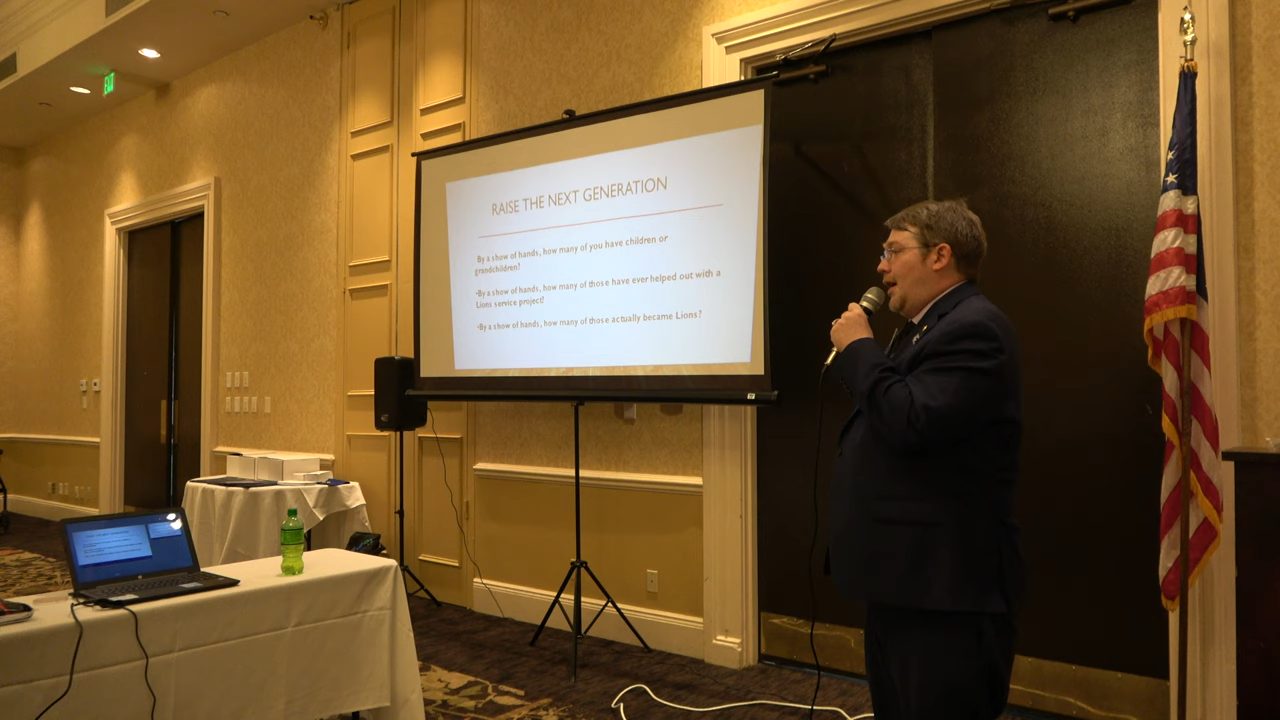 EXIT
RAISE THE NEXT GENERATION
By a show of hands, how many of you have children or
grandchildren?
•By a show of hands, how many of those have ever helped out with a
Lions service project?
•By a show of hands, how many of those actually became Lions?